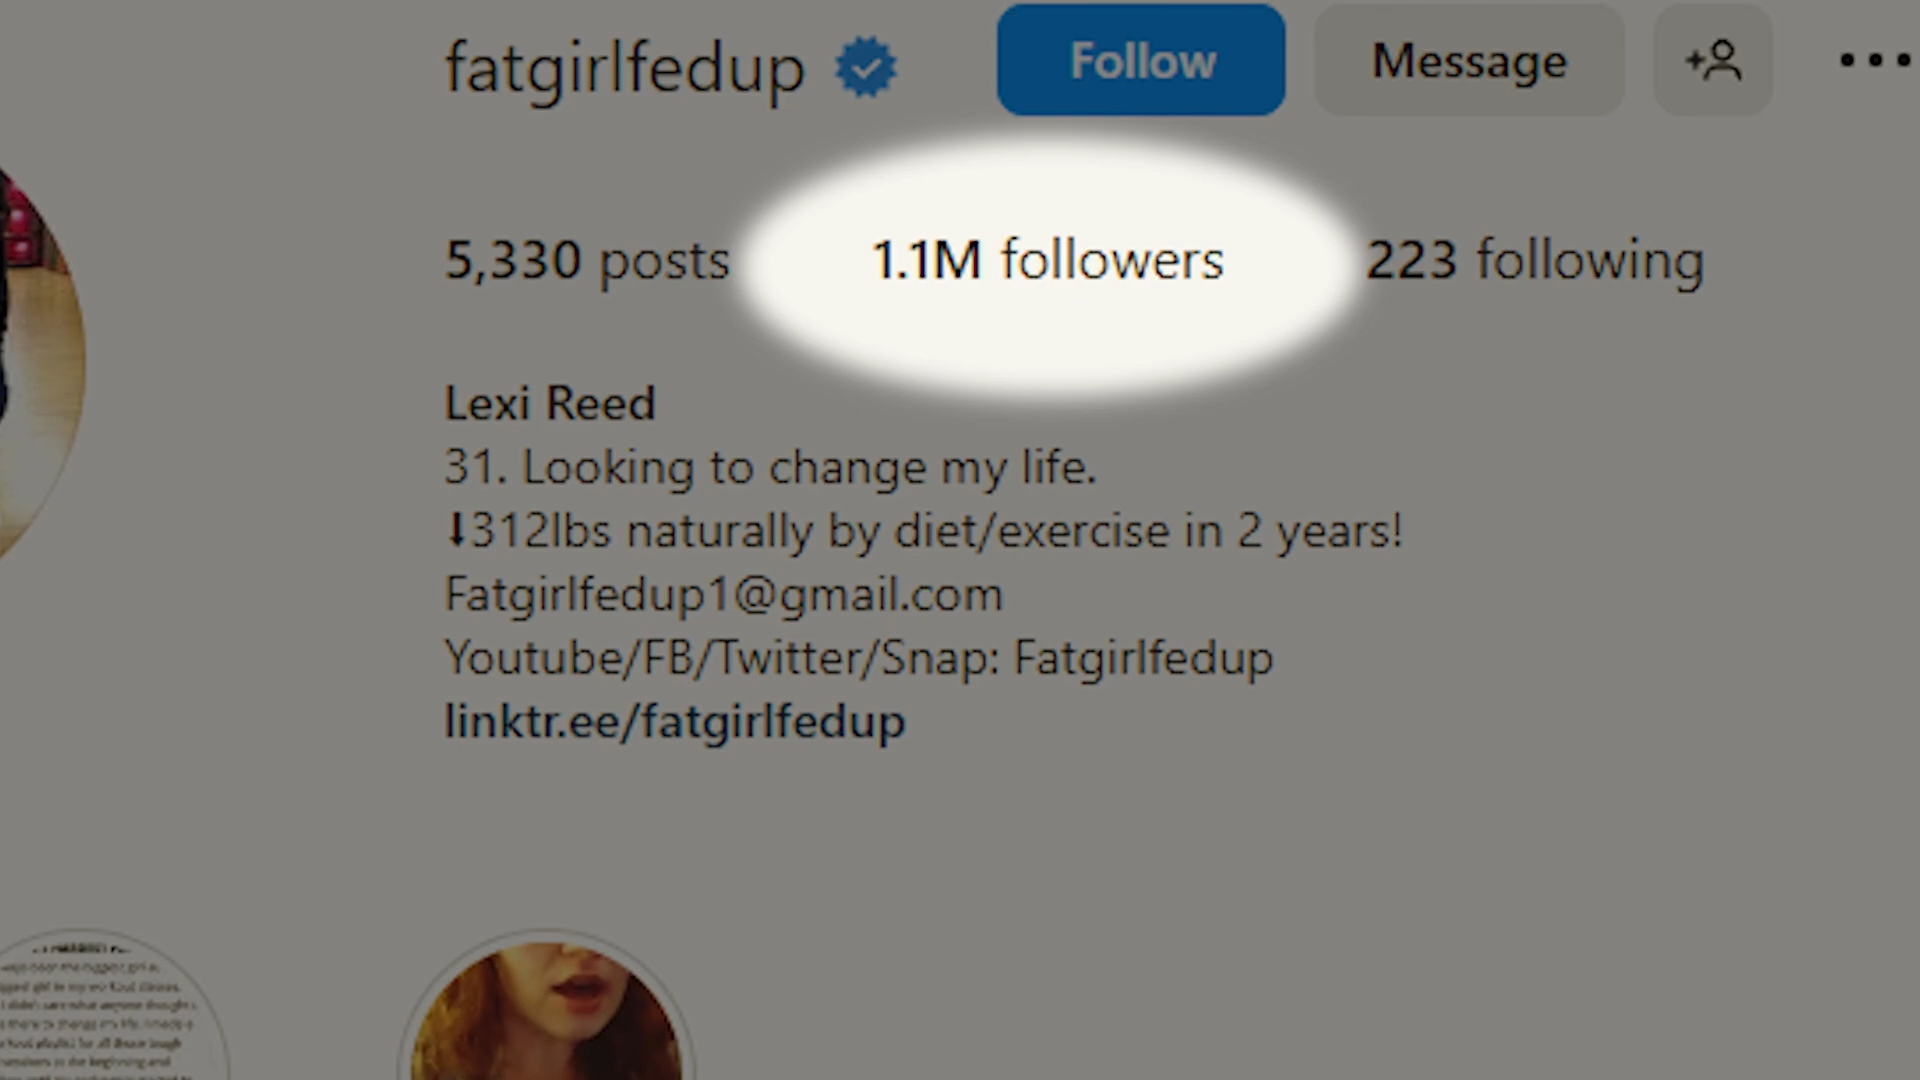 fatgirlfedup Follow Message
5,330 posts 1.1M followers 223 following
Lexi Reed
31. Looking to change my life.
⬇312lbs naturally by diet/exercise in 2 years!
Fatgirlfedup1@gmail.com
Youtube/FB/Twitter/Snap: Fatgirlfedup
linktr.ee/fatgirlfedup